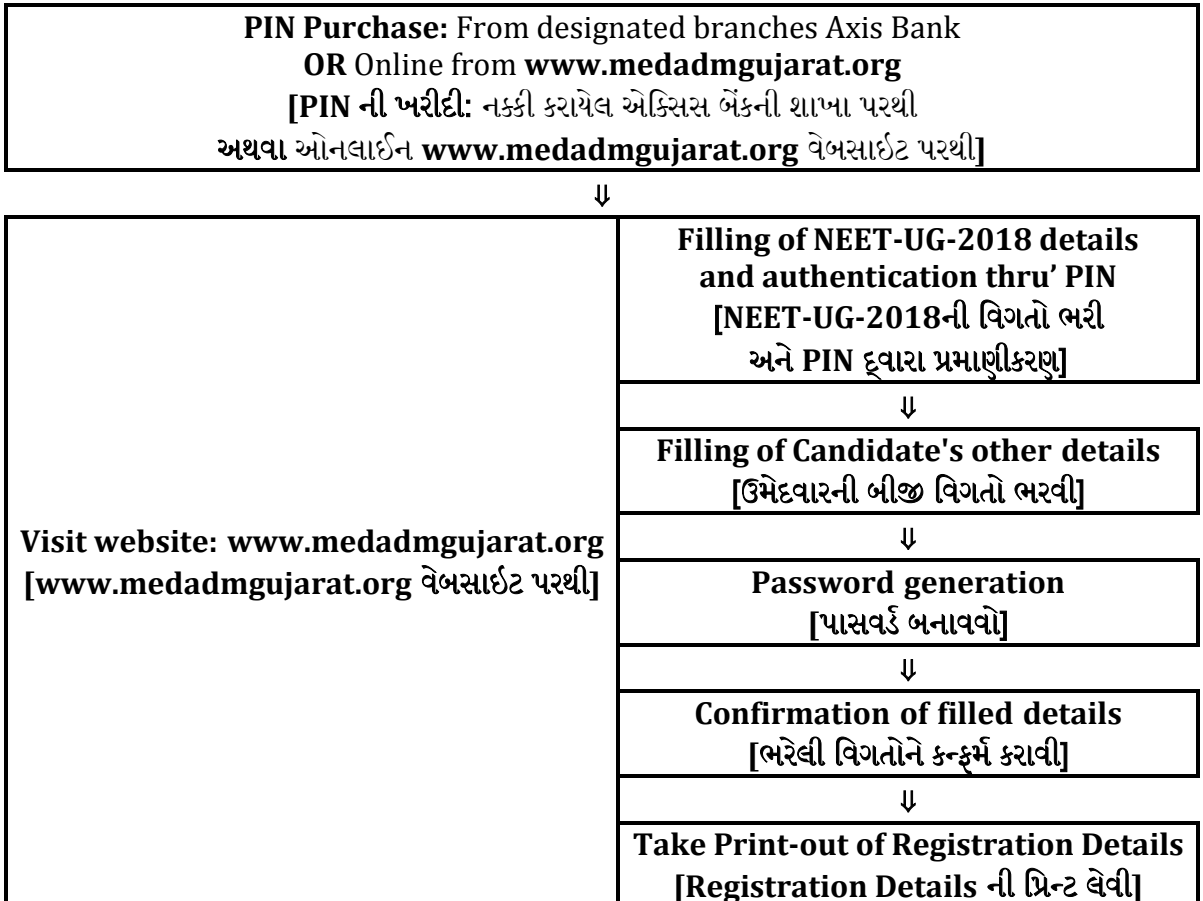 PIN Purchase: From designated branches Axis Bank
OR Online from www.medadmgujarat.org
[PIN ની ખરીદી: નક્કી કરાયેલ એક્સિસ બેંકની શાખા પરથી
અથવા ઓનલાઈન www.medadmgujarat.org વેબસાઇટ પરથી]
⇓
Visit website: www.medadmgujarat.org
[www.medadmgujarat.org વેબસાઇટ પરથી]
Filling of NEET-UG-2018 details
and authentication thru’ PIN
[NEET-UG-2018ની વિગતો ભરી
અને PIN દ્વારા પ્રમાણીકરણ]
⇓
Filling of Candidate's other details
[ઉમેદવારની બીજી વિગતો ભરવી]
⇓
Password generation
[પાસવર્ડ બનાવવો]
⇓
Confirmation of filled details
[ભરેલી વિગતોને કન્ફર્મ કરાવી]
⇓
Take Print-out of Registration Details
[Registration Details ની પ્રિન્ટ લેવી]